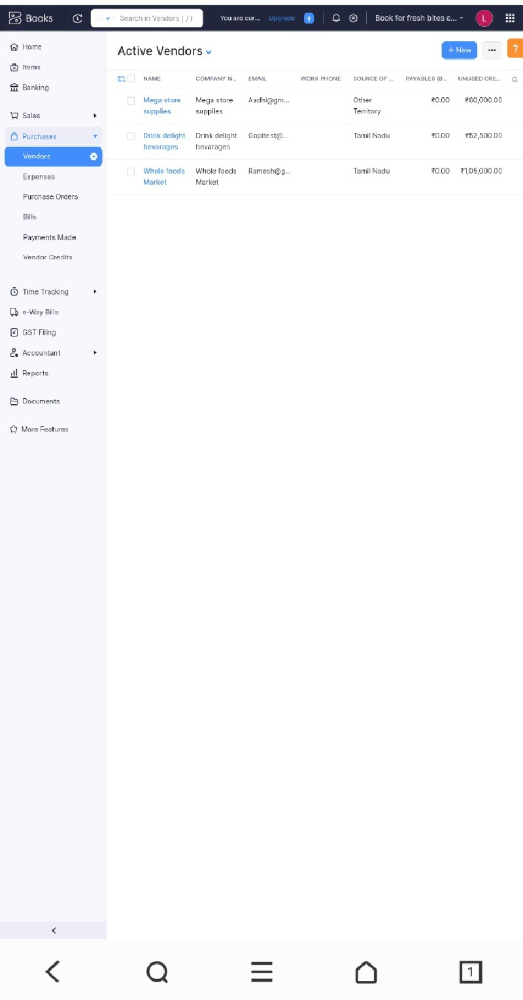 Books
Search in Vendors ( / )
You are cur... Upgrade
Book for fresh bites c...
L
Home
Items
Banking
Sales
Purchases
Vendors
Expenses
Purchase Orders
Bills
Payments Made
Vendor Credits
Time Tracking
e-Way Bills
GST Filing
Accountant
Reports
Documents
More Features
Active Vendors
+ New
...
?
NAME COMPANY N... EMAIL WORK PHONE SOURCE OF ... PAYABLES (B... UNUSED CRE...
Mega store supplies Mega store supplies Aadhi@gm... Other Territory ₹0.00 ₹60,000.00
Drink delight bevarages Drink delight bevarages Gopitest@... Tamil Nadu ₹0.00 ₹52,500.00
Whole foods Market Whole foods Market Ramesh@g... Tamil Nadu ₹0.00 ₹1,05,000.00
1